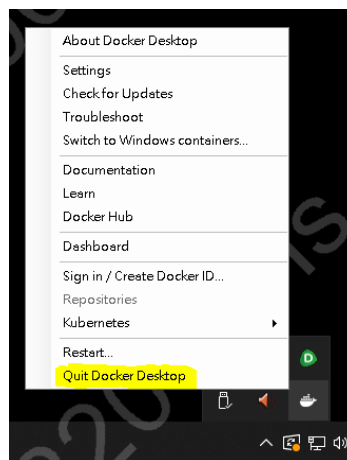 About Docker Desktop
Settings
Check for Updates
Troubleshoot
Switch to Windows containers...
Documentation
Learn
Docker Hub
Dashboard
Sign in / Create Docker ID...
Repositories
Kubernetes
Restart...
Quit Docker Desktop